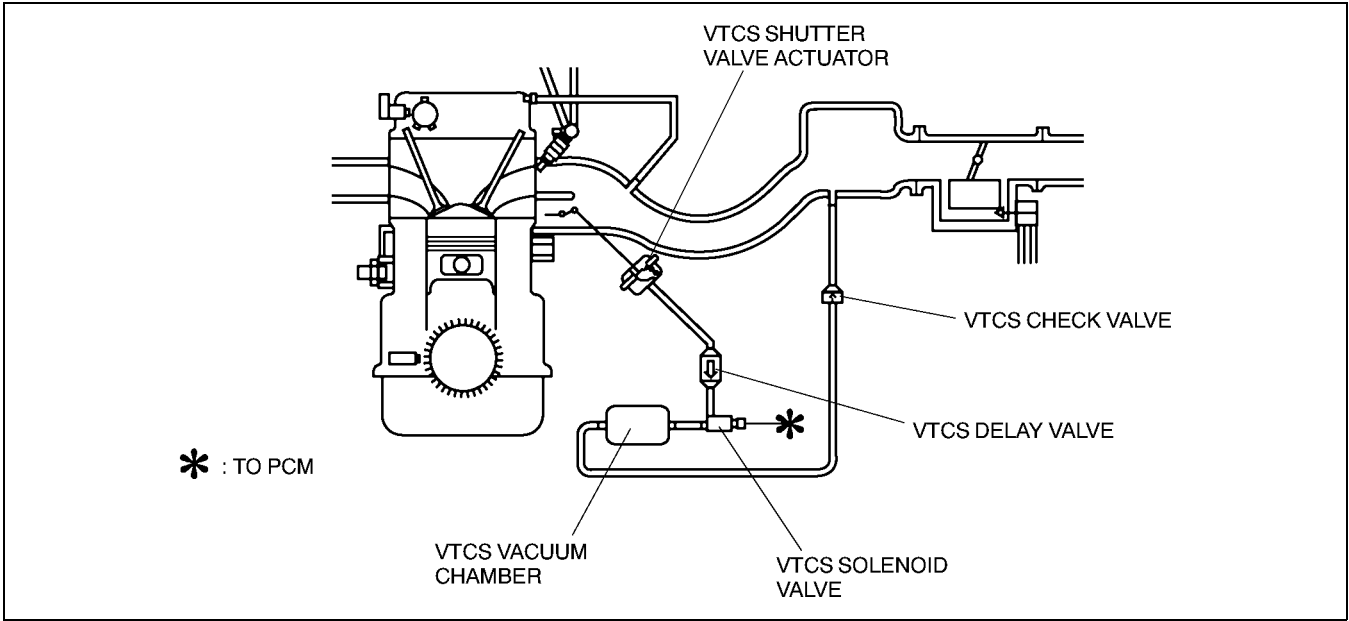 VTCS SHUTTER
VALVE ACTUATOR
VTCS CHECK VALVE
VTCS DELAY VALVE
* : TO PCM
VTCS VACUUM
CHAMBER
VTCS SOLENOID
VALVE